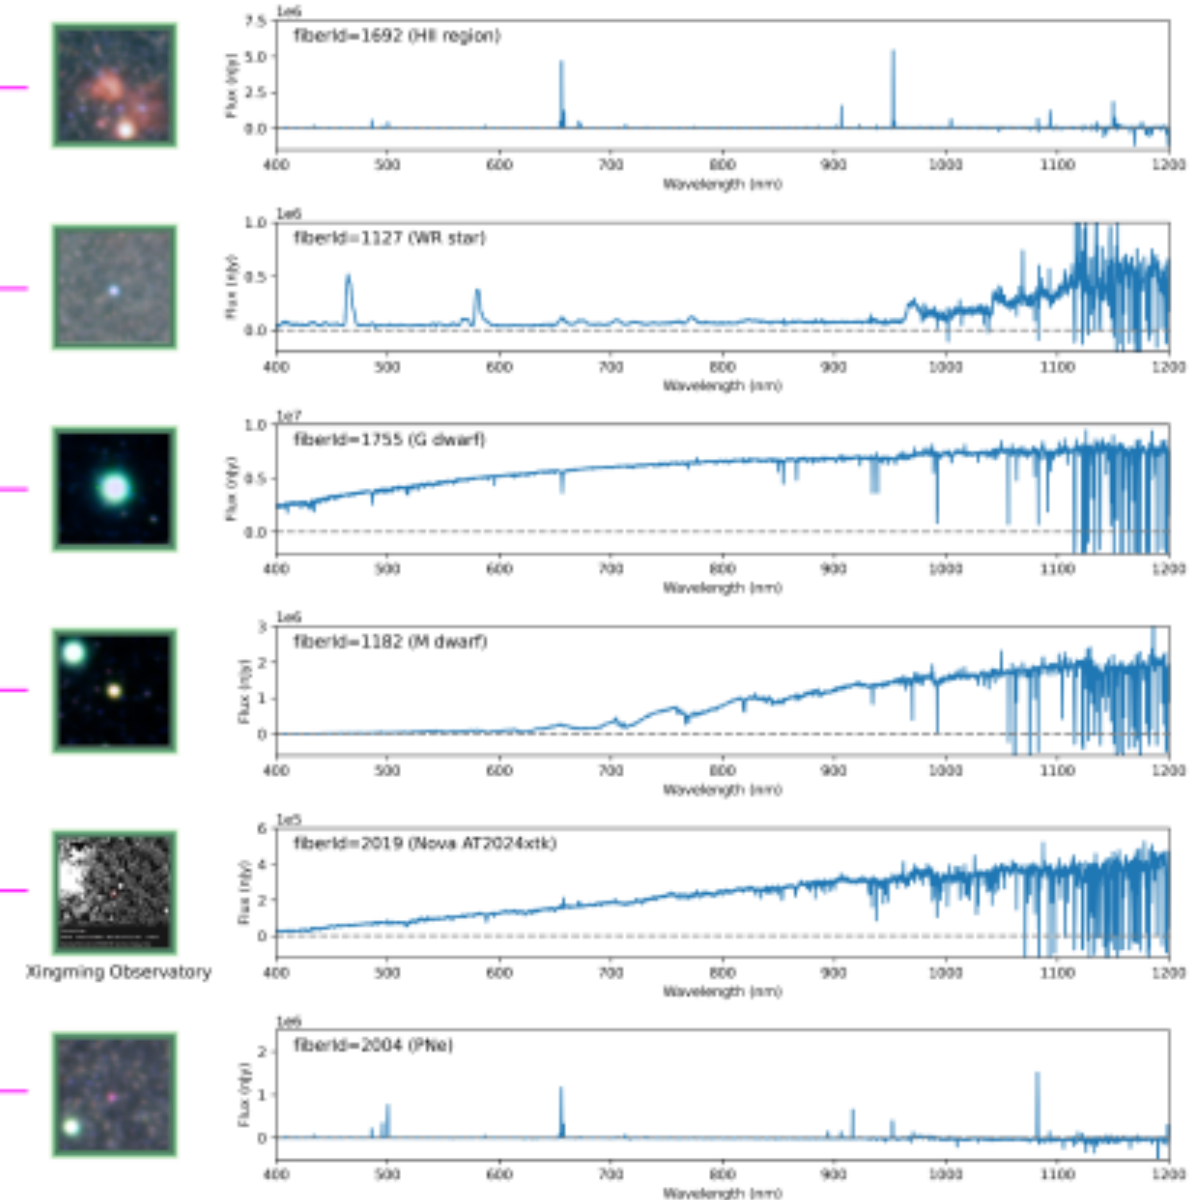 1e6
7.5
5.0
2.5
0.0
Flux (nJy)
fiberId=1692 (HII region)
400 500 600 700 800 900 1000 1100 1200
Wavelength (nm)
1e6
1.0
0.5
0.0
Flux (nJy)
fiberId=1127 (WR star)
400 500 600 700 800 900 1000 1100 1200
Wavelength (nm)
1e7
1.0
0.5
0.0
Flux (nJy)
fiberId=1755 (G dwarf)
400 500 600 700 800 900 1000 1100 1200
Wavelength (nm)
1e6
3
2
1
0
Flux (nJy)
fiberId=1182 (M dwarf)
400 500 600 700 800 900 1000 1100 1200
Wavelength (nm)
1e5
6
4
2
0
Flux (nJy)
fiberId=2019 (Nova AT2024xtk)
Xingming Observatory
400 500 600 700 800 900 1000 1100 1200
Wavelength (nm)
1e6
2
1
0
Flux (nJy)
fiberId=2004 (PNe)
400 500 600 700 800 900 1000 1100 1200
Wavelength (nm)